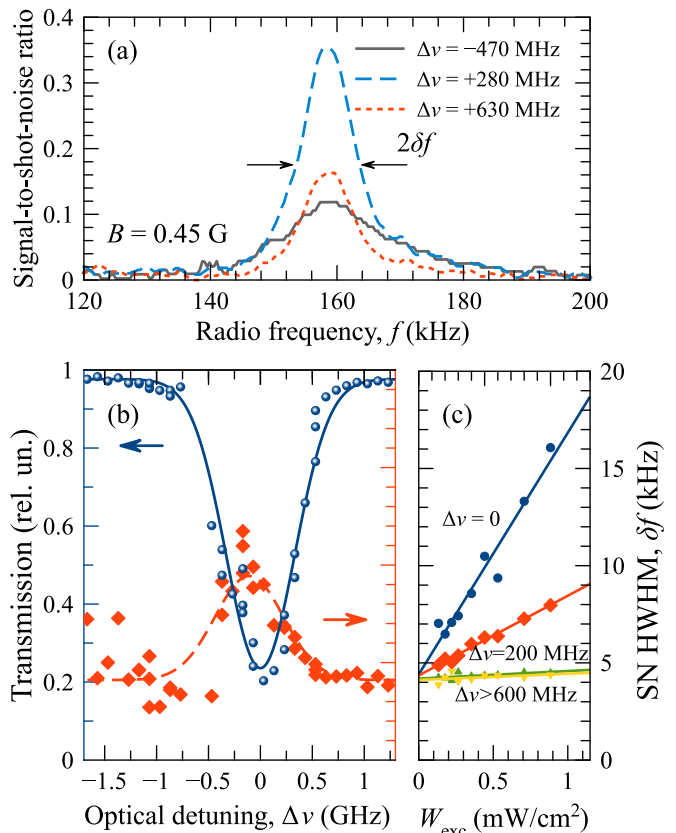 0.4
0.3
0.2
0.1
0
Signal-to-shot-noise ratio
(a)
Δν = −470 MHz
Δν = +280 MHz
Δν = +630 MHz
2δf
B = 0.45 G
120 140 160 180 200
Radio frequency, f (kHz)
1
0.8
0.6
0.4
0.2
0
Transmission (rel. un.)
(b)
−1.5 −1 −0.5 0 0.5 1
Optical detuning, Δν (GHz)
(c)
Δν = 0
Δν=200 MHz
Δν>600 MHz
20
15
10
5
0
SN HWHM, δf (kHz)
0 0.5 1
W_exc (mW/cm²)